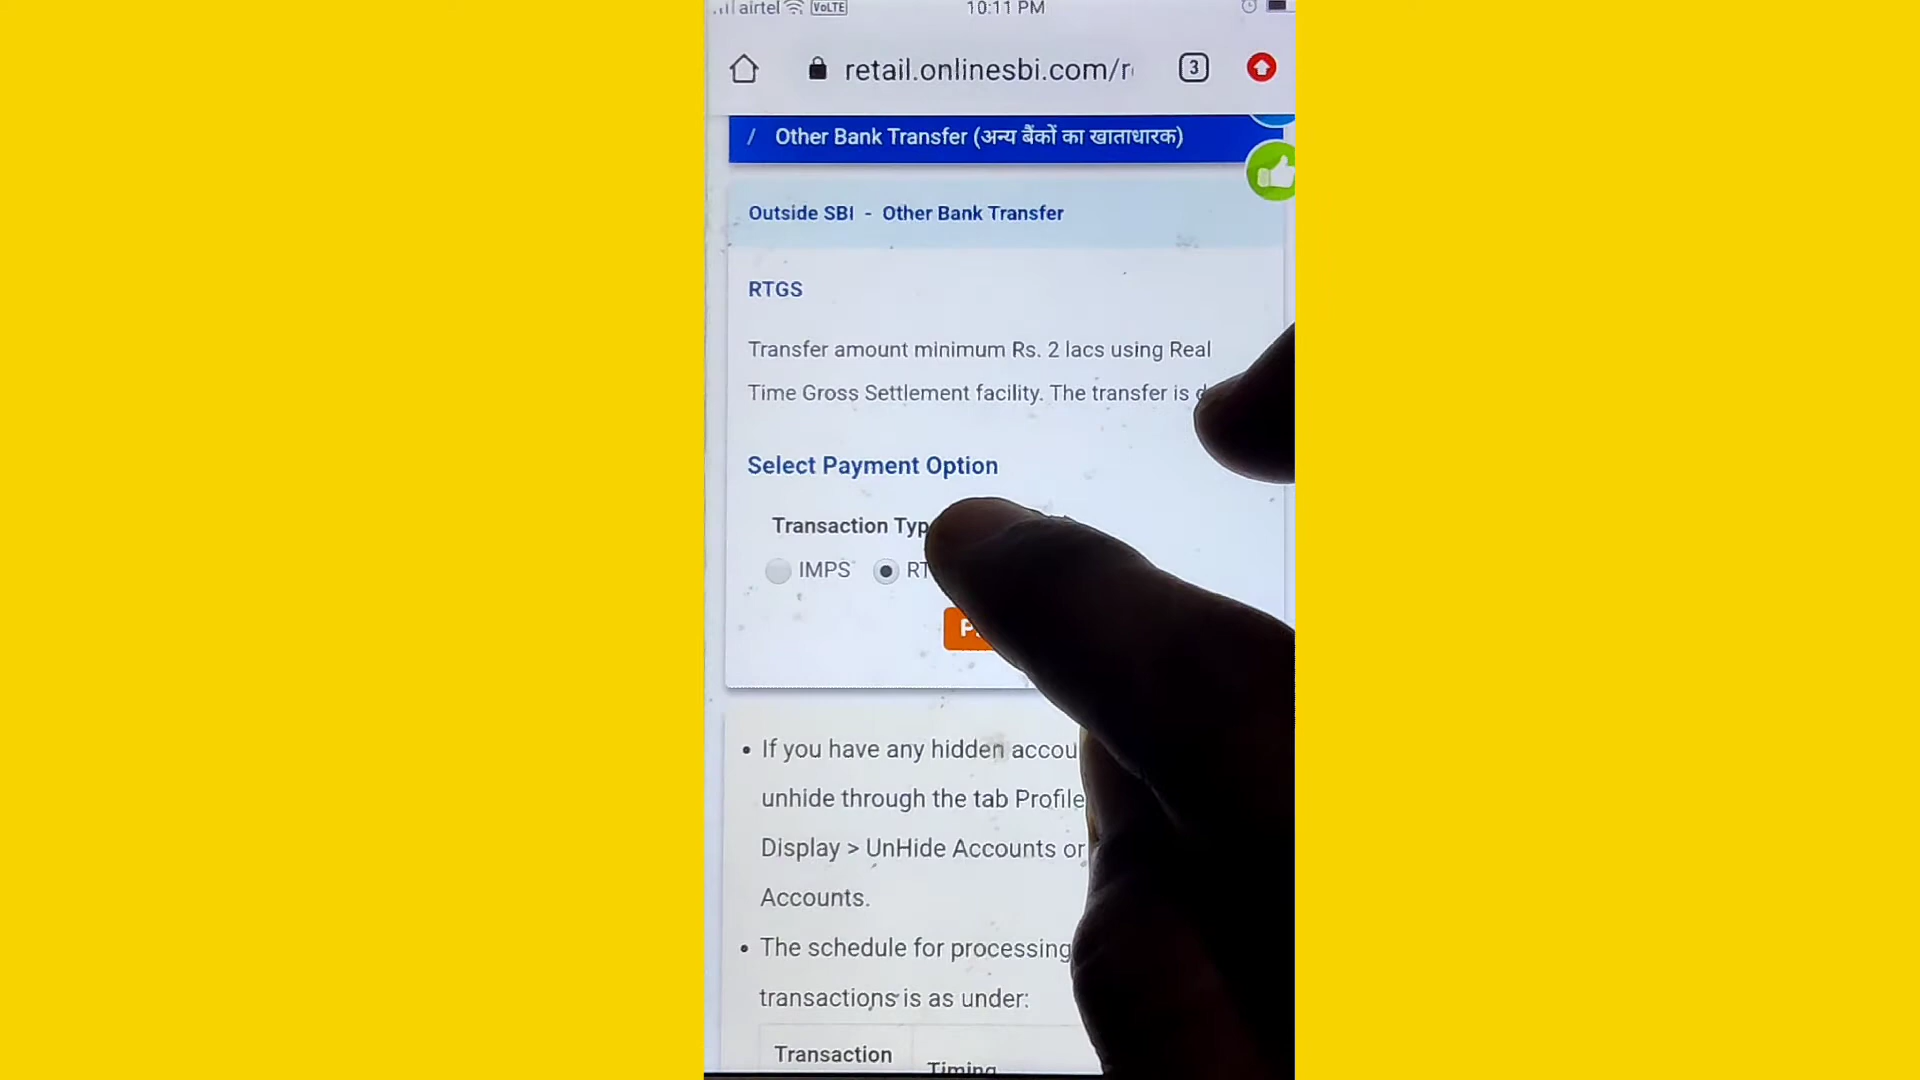 airtel VoLTE 10:11 PM
retail.onlinesbi.com/r 3
/ Other Bank Transfer (अन्य बैंकों का खाताधारक)
Outside SBI - Other Bank Transfer
RTGS
Transfer amount minimum Rs. 2 lacs using Real
Time Gross Settlement facility. The transfer is
Select Payment Option
Transaction Typ
IMPS RT
If you have any hidden accou
unhide through the tab Profile
Display > UnHide Accounts or
Accounts.
The schedule for processing
transactions is as under:
Transaction
Timing